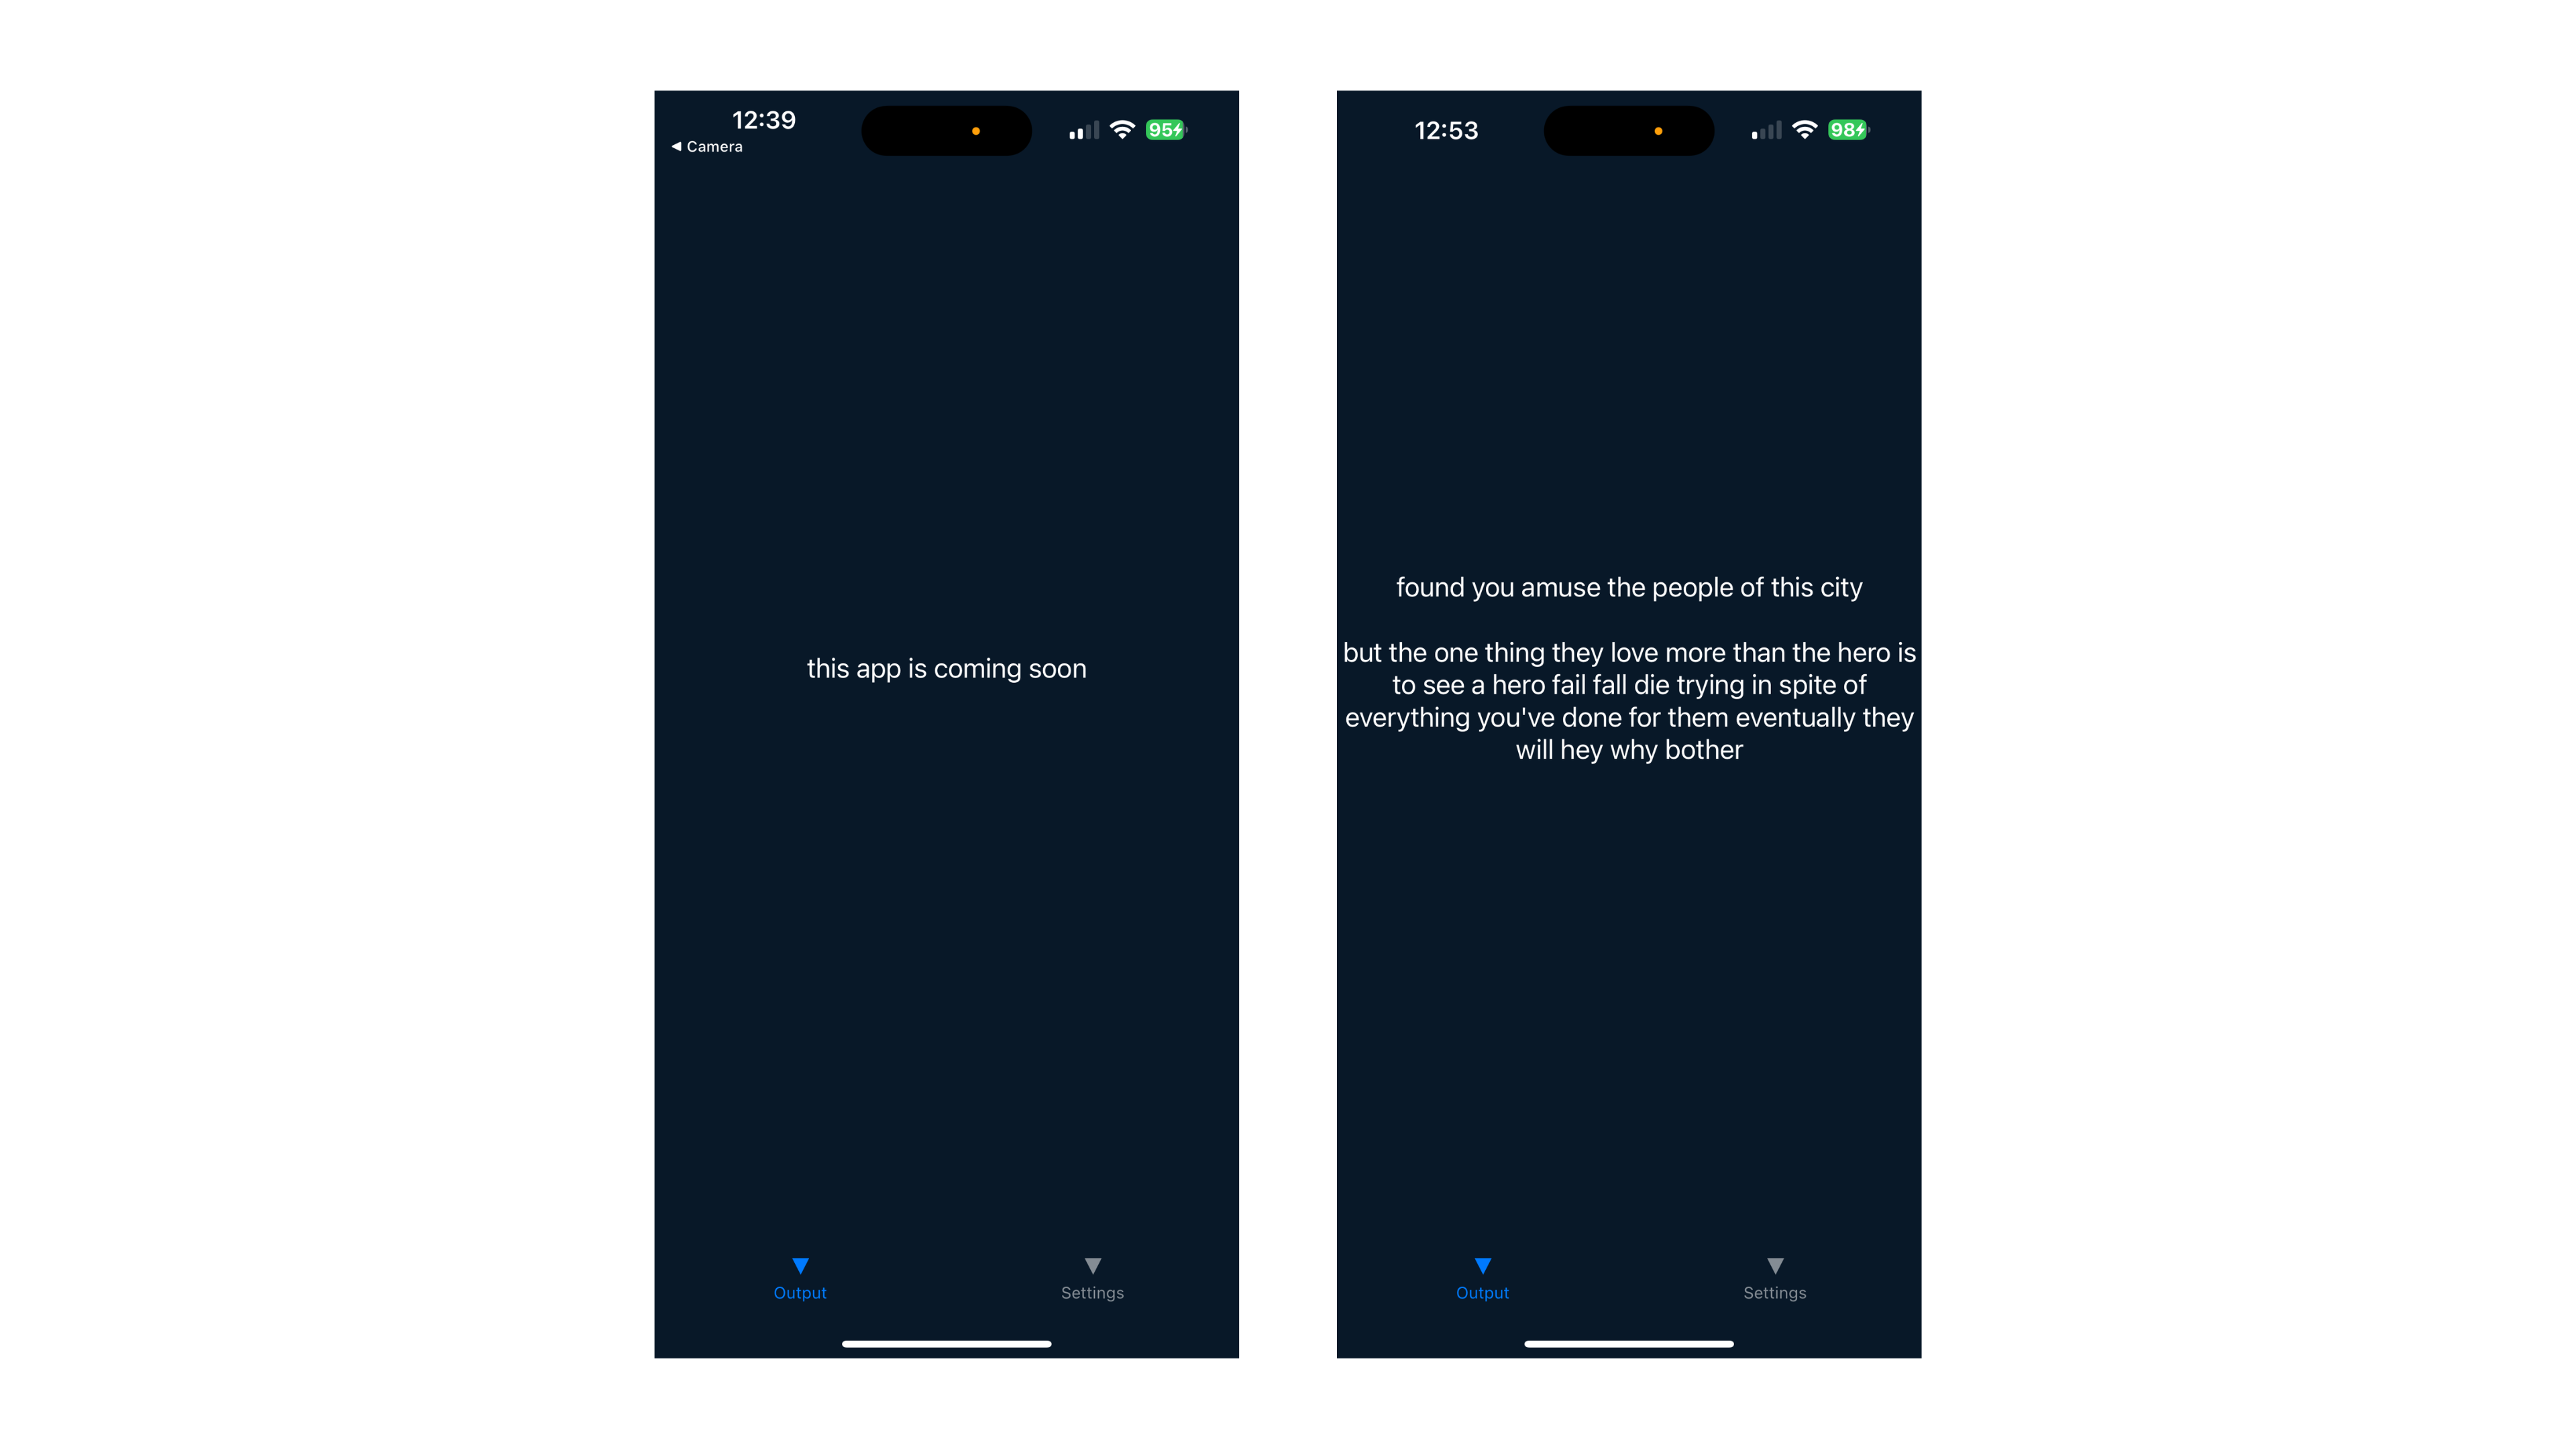 12:39
95
◀ Camera
this app is coming soon
Output
Settings
12:53
98
found you amuse the people of this city
but the one thing they love more than the hero is
to see a hero fail fall die trying in spite of
everything you've done for them eventually they
will hey why bother
Output
Settings